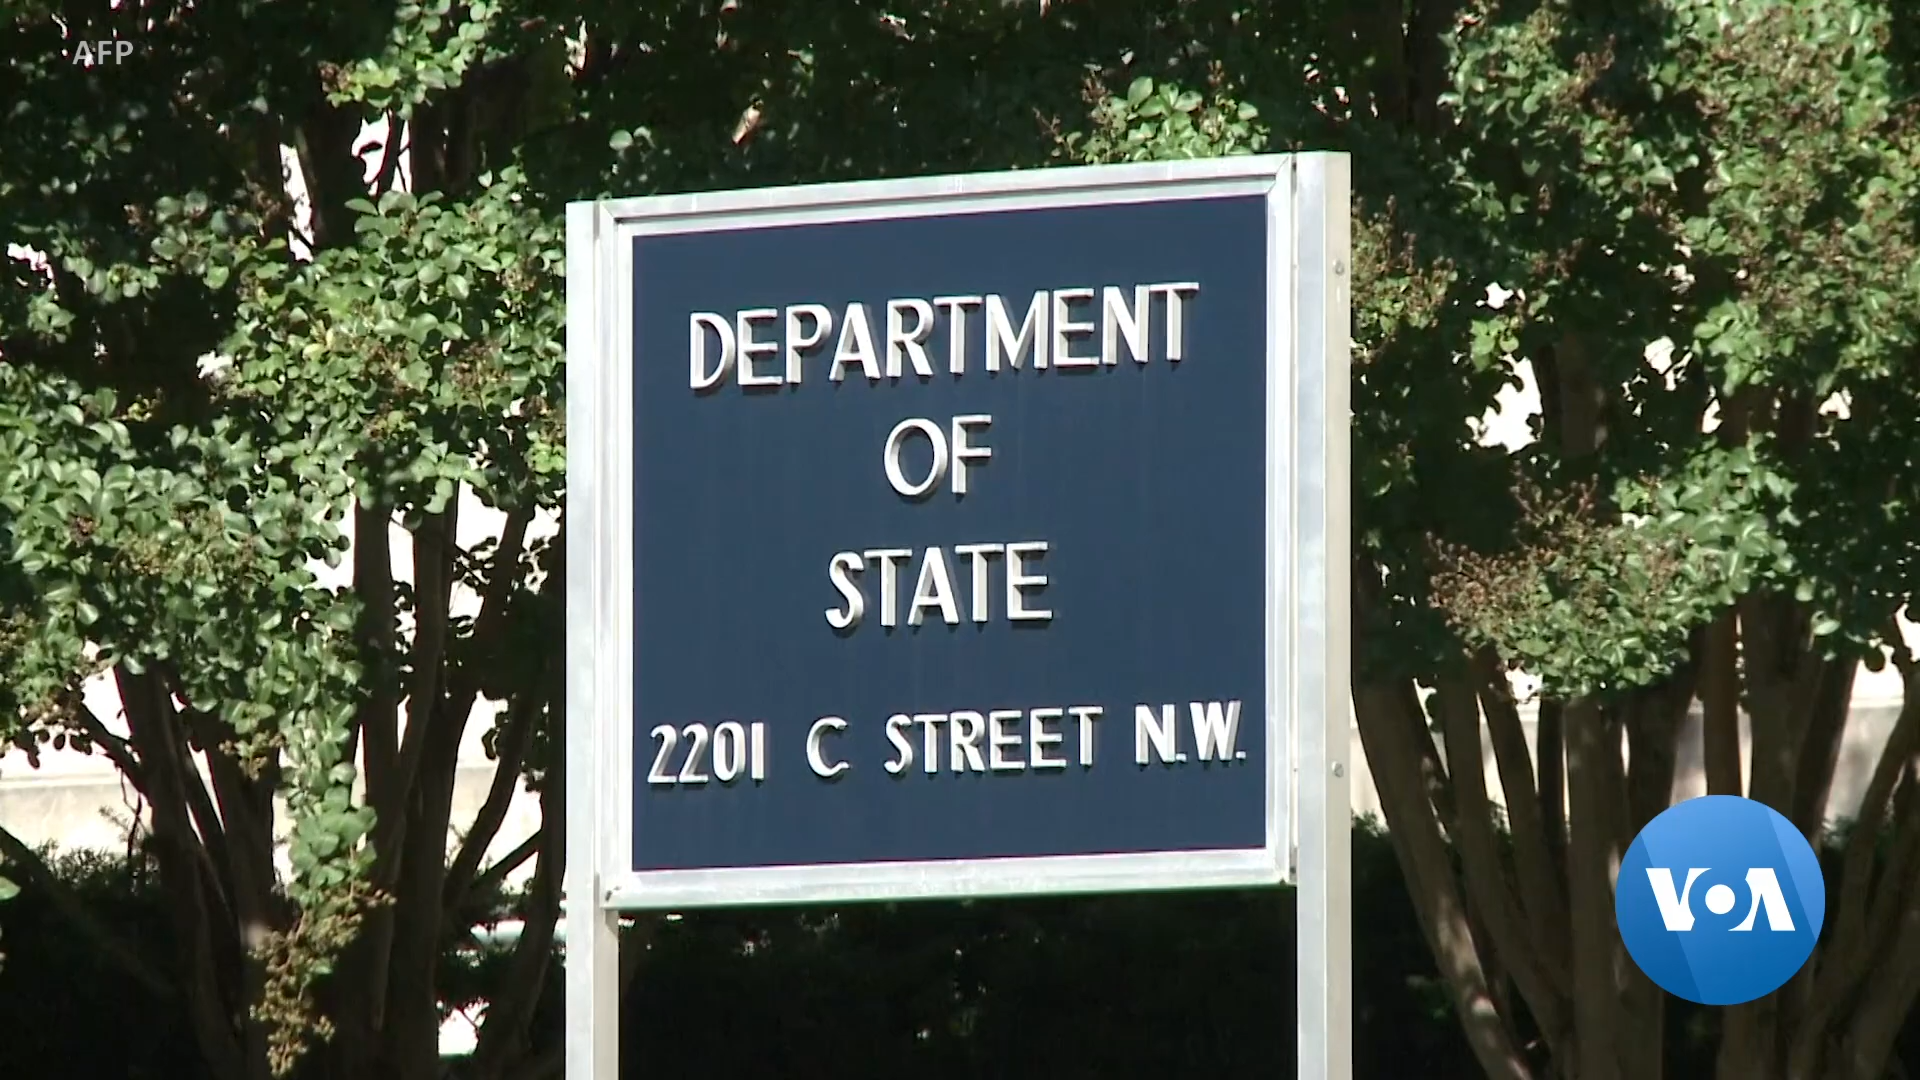 AFP
DEPARTMENT
OF
STATE
2201 C STREET N.W.
VOA